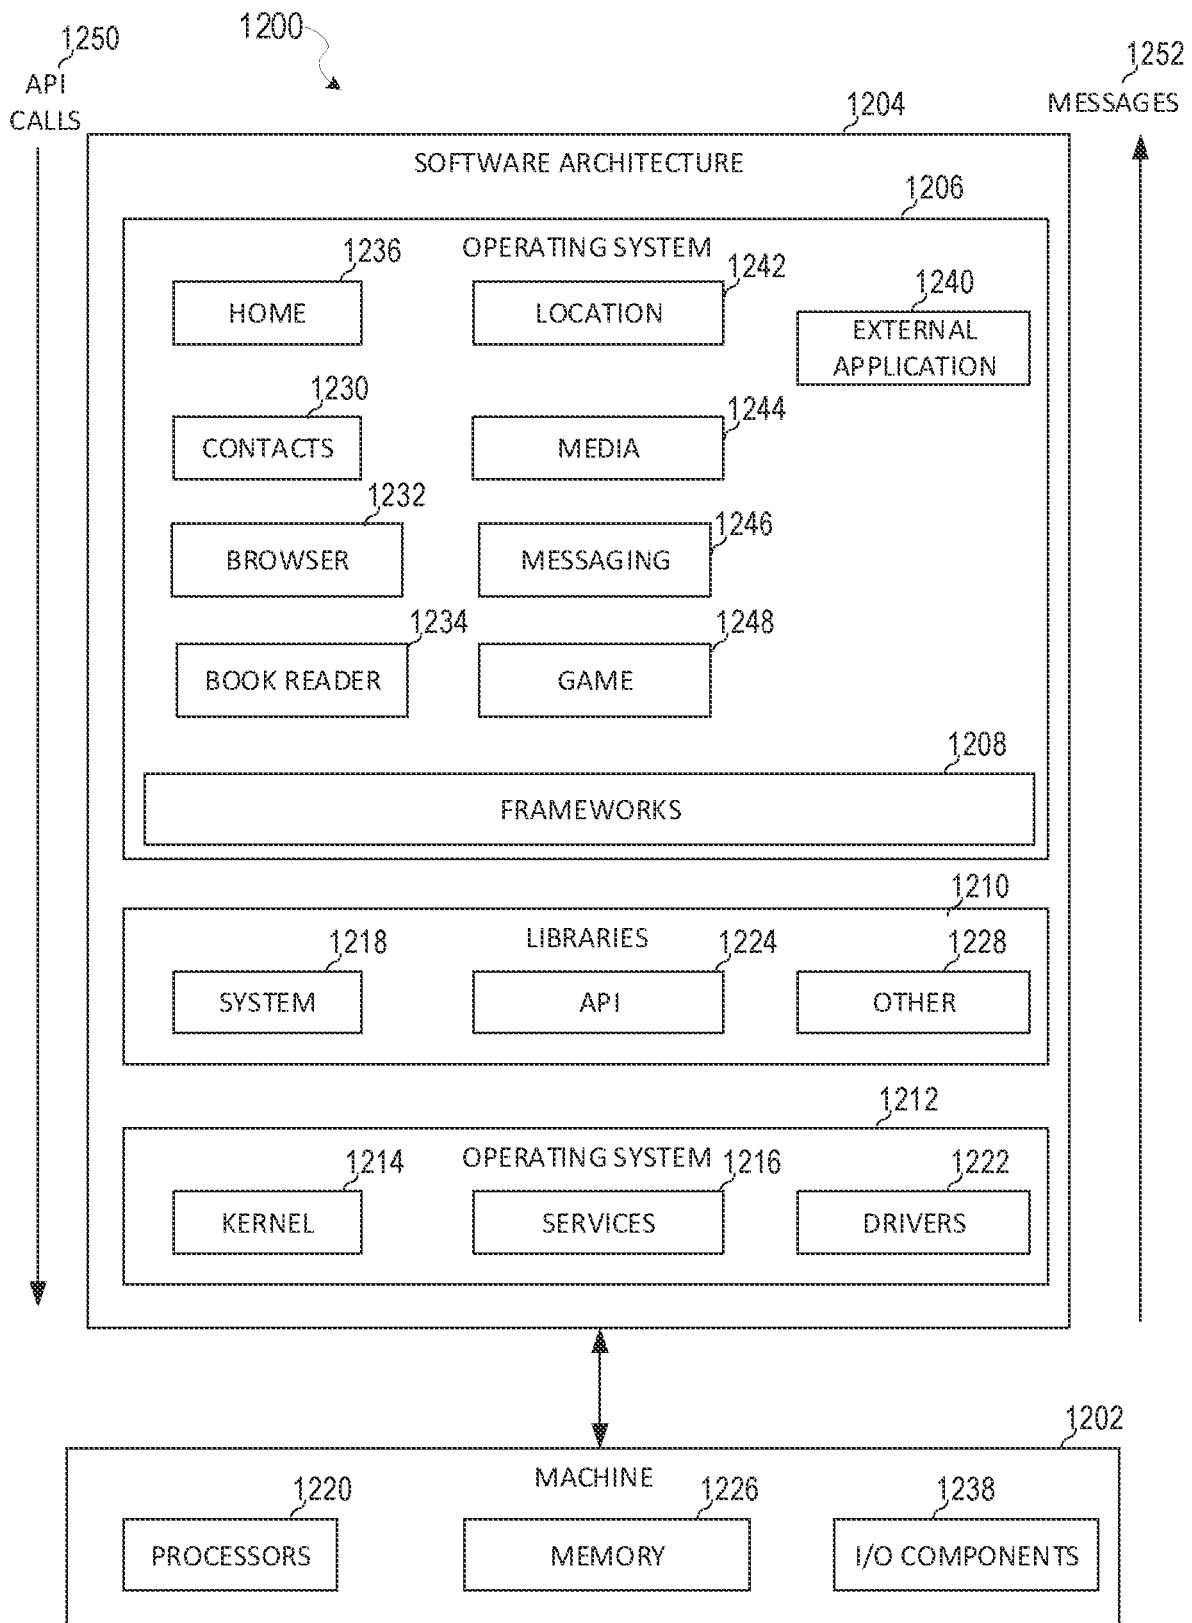 1250
API
CALLS
1200
1252
MESSAGES
1204
SOFTWARE ARCHITECTURE
1206
OPERATING SYSTEM
1236
HOME
1242
LOCATION
1240
EXTERNAL
APPLICATION
1230
CONTACTS
1244
MEDIA
1232
BROWSER
1246
MESSAGING
1234
BOOK READER
1248
GAME
1208
FRAMEWORKS
1210
LIBRARIES
1218
SYSTEM
1224
API
1228
OTHER
1212
OPERATING SYSTEM
1214
KERNEL
1216
SERVICES
1222
DRIVERS
1202
MACHINE
1220
PROCESSORS
1226
MEMORY
1238
I/O COMPONENTS